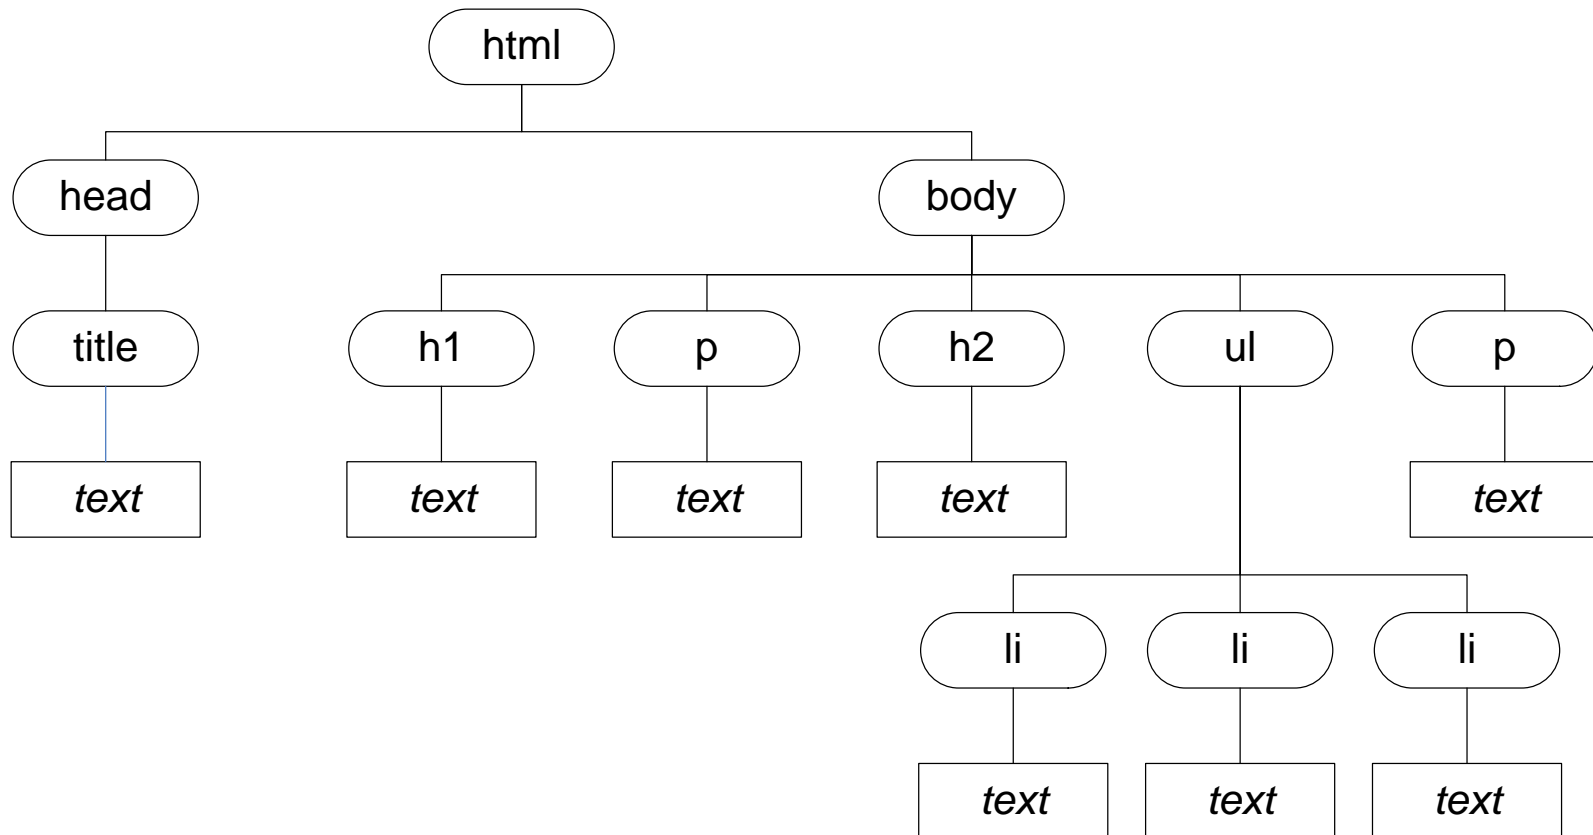 html
head body
title h1 p h2 ul p
text text text text text
li li li
text text text